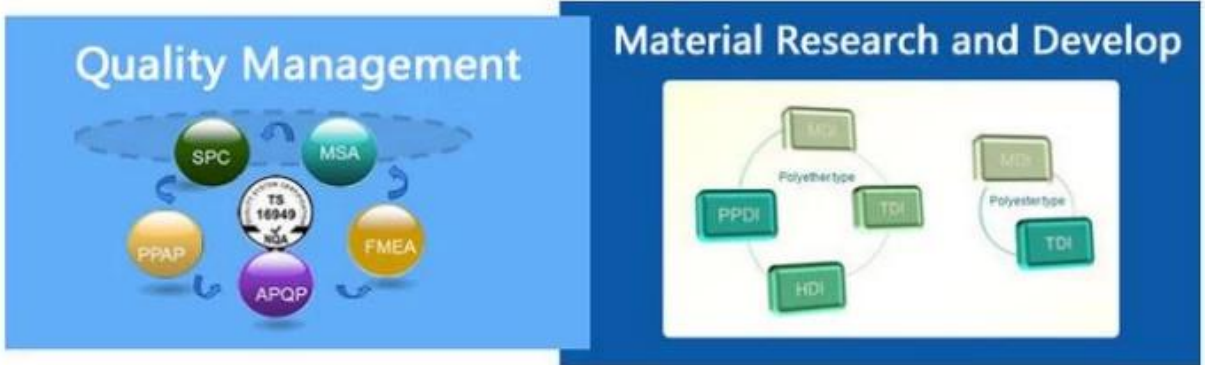 Quality Management
SPC
MSA
TS
16949
NQA
PPAP
FMEA
APQP
Material Research and Develop
MDI
Polyether type
PPDI
TDI
HDI
MDI
Polyester type
TDI